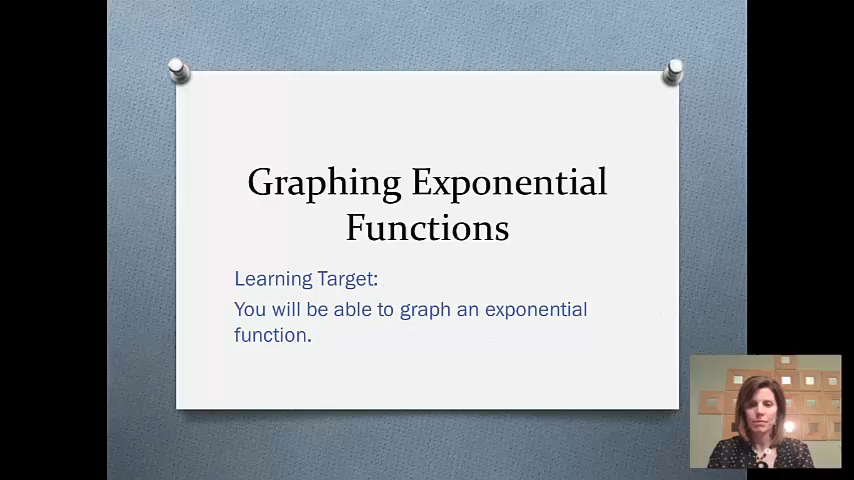 Graphing Exponential
Functions
Learning Target:
You will be able to graph an exponential
function.